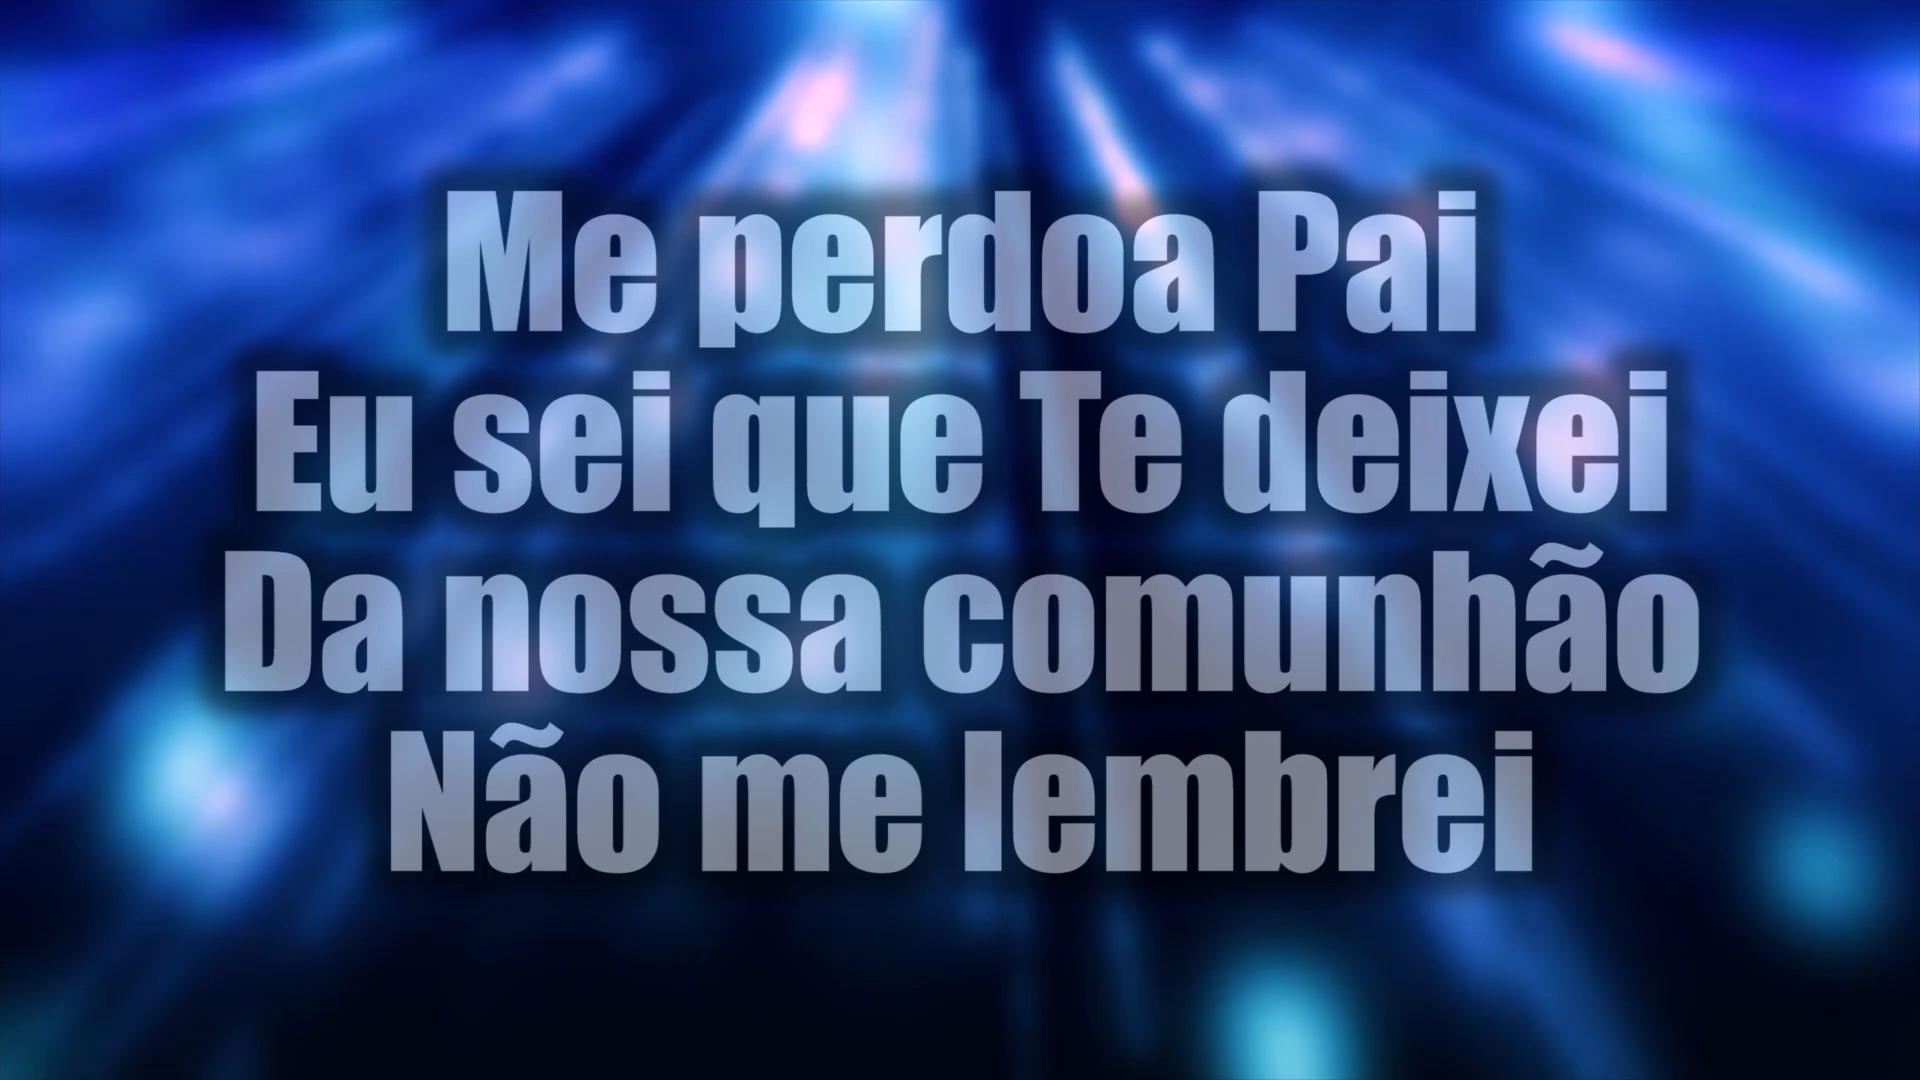 Me perdoa Pai
Eu sei que Te deixei
Da nossa comunhão
Não me lembrei